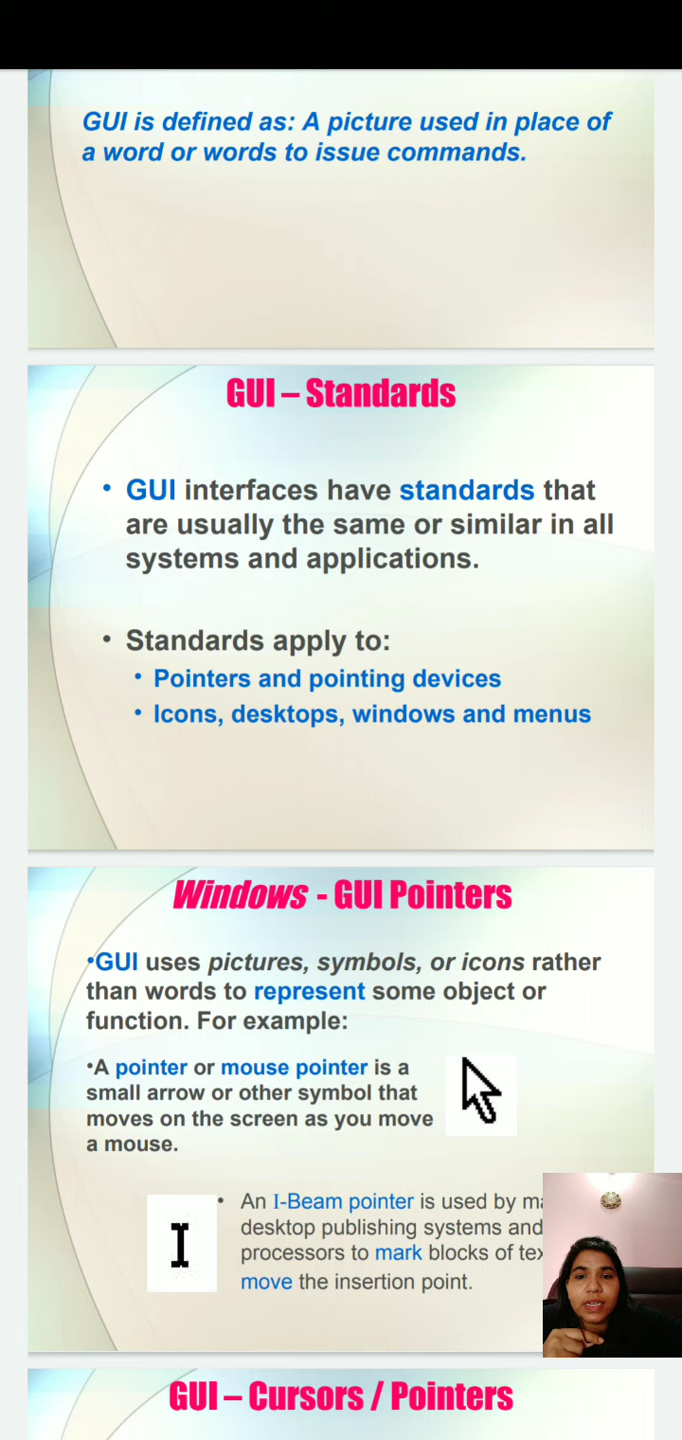 GUI is defined as: A picture used in place of
a word or words to issue commands.
GUI – Standards
• GUI interfaces have standards that
are usually the same or similar in all
systems and applications.
• Standards apply to:
• Pointers and pointing devices
• Icons, desktops, windows and menus
Windows - GUI Pointers
•GUI uses pictures, symbols, or icons rather
than words to represent some object or
function. For example:
•A pointer or mouse pointer is a
small arrow or other symbol that
moves on the screen as you move
a mouse.
• An I-Beam pointer is used by
desktop publishing systems and
processors to mark blocks of
move the insertion point.
GUI – Cursors / Pointers